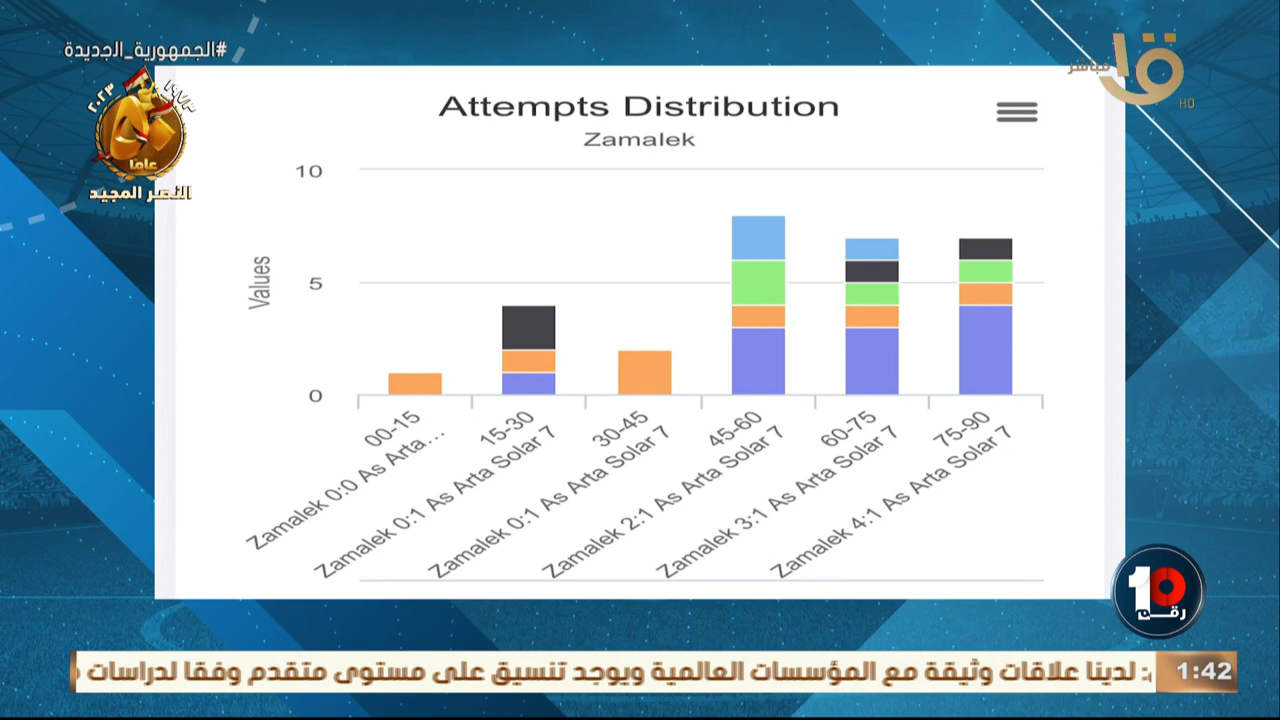 #الجمهورية_الجديدة
مباشر
HD
١٩٧٣
٢٠٢٣
٥٠
عاما
النصر المجيد
Attempts Distribution
Zamalek
10
5
0
Values
00-15
Zamalek 0:0 As Arta...
15-30
Zamalek 0:1 As Arta Solar 7
30-45
Zamalek 0:1 As Arta Solar 7
45-60
Zamalek 2:1 As Arta Solar 7
60-75
Zamalek 3:1 As Arta Solar 7
75-90
Zamalek 4:1 As Arta Solar 7
10
رقم
لدينا علاقات وثيقة مع المؤسسات العالمية ويوجد تنسيق على مستوى متقدم وفقا لدراسات
1:42